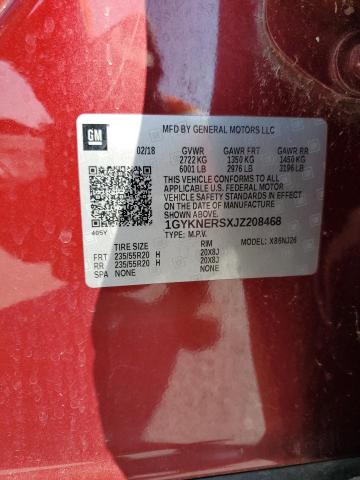 GM
MFD BY GENERAL MOTORS LLC
02/18 GVWR GAWR FRT GAWR RR
2722 KG 1350 KG 1450 KG
6001 LB 2976 LB 3196 LB
THIS VEHICLE CONFORMS TO ALL
APPLICABLE U.S. FEDERAL MOTOR
VEHICLE SAFETY STANDARDS IN EFFECT
ON THE DATE OF MANUFACTURE SHOWN ABOVE.
1GYKNERSXJZ208468
405Y TYPE: M.P.V. MODEL: X86NJ26
TIRE SIZE RIM
FRT 235/55R20 H 20X8J
RR 235/55R20 H 20X8J
SPA NONE NONE